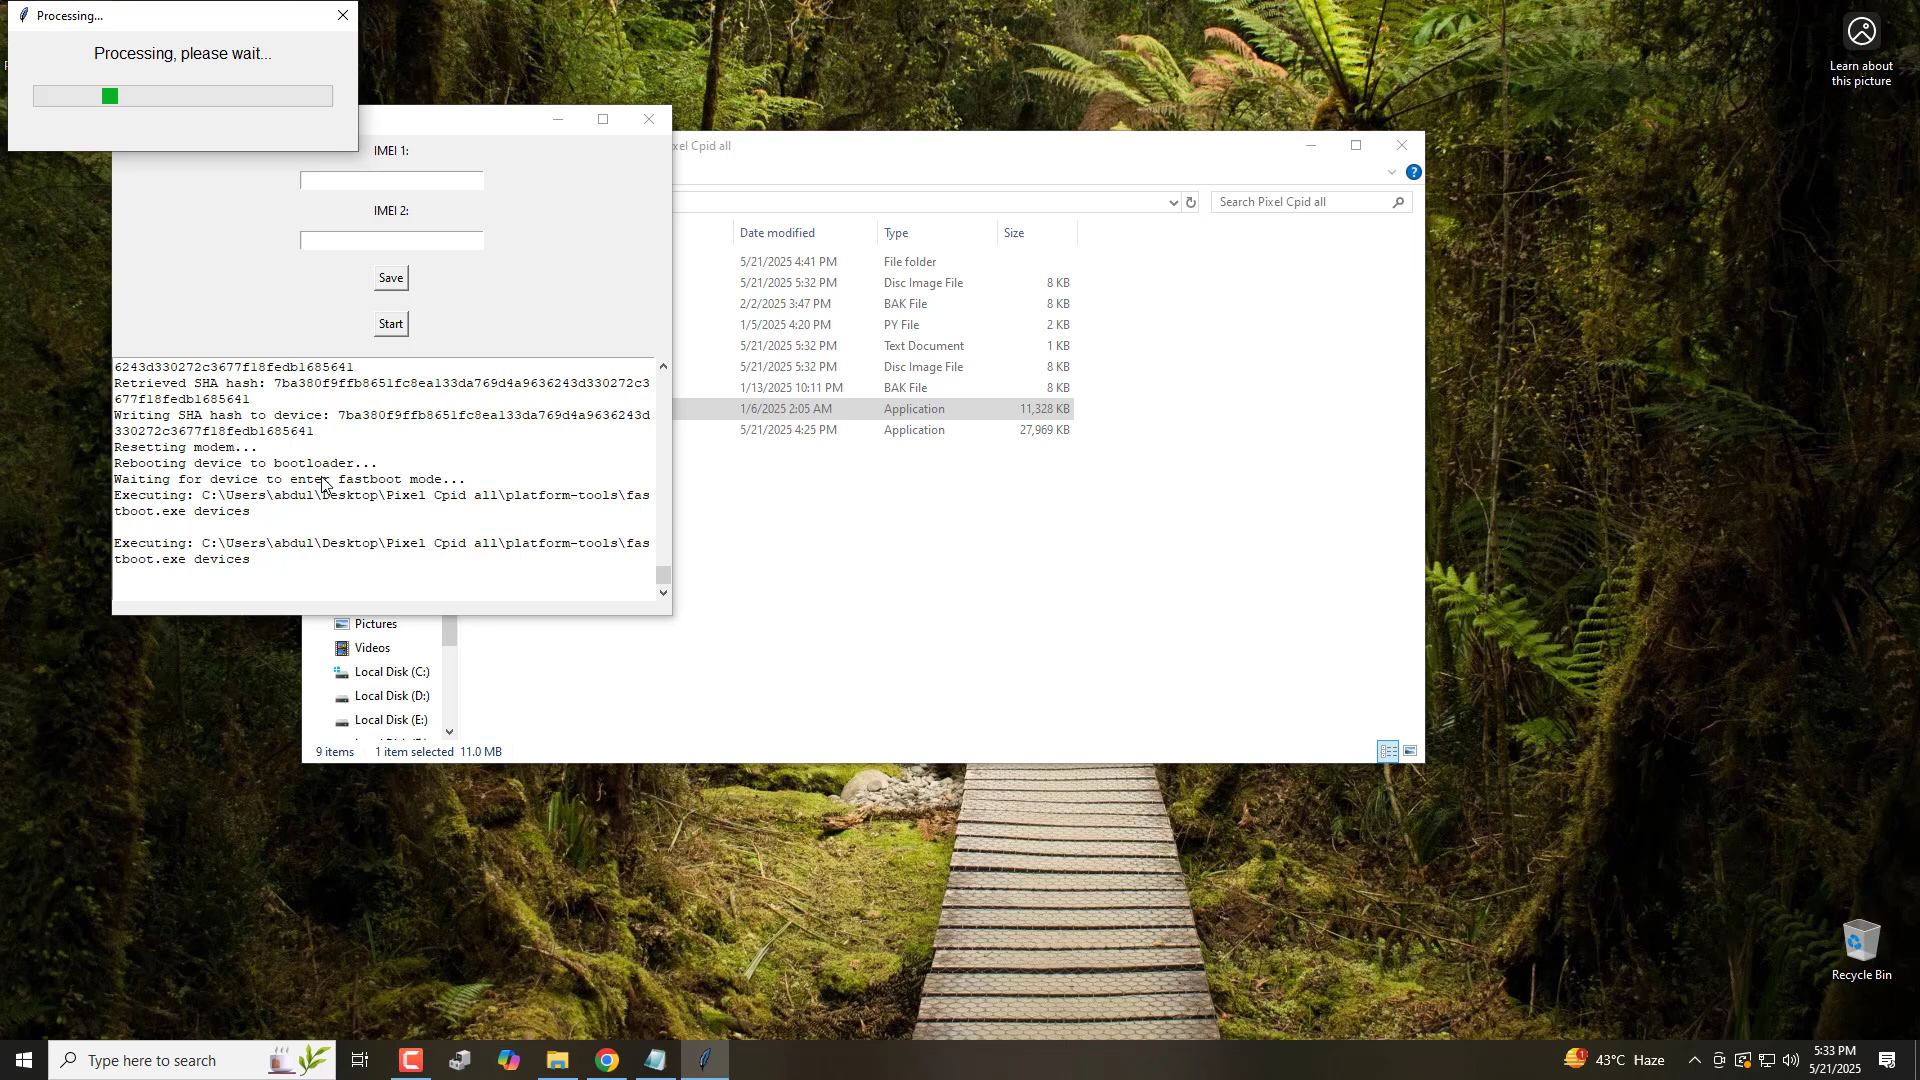 Processing...
Processing, please wait...
Learn about
this picture
IMEI 1:
IMEI 2:
Save
Start
6243d330272c3677f18fedb1685641
Retrieved SHA hash: 7ba380f9ffb8651fc8ea133da769d4a9636243d330272c3
677f18fedb1685641
Writing SHA hash to device: 7ba380f9ffb8651fc8ea133da769d4a9636243d
330272c3677f18fedb1685641
Resetting modem...
Rebooting device to bootloader...
Waiting for device to enter fastboot mode...
Executing: C:\Users\abdul\Desktop\Pixel Cpid all\platform-tools\fas
tboot.exe devices
Executing: C:\Users\abdul\Desktop\Pixel Cpid all\platform-tools\fas
tboot.exe devices
xel Cpid all
Search Pixel Cpid all
Date modified Type Size
5/21/2025 4:41 PM File folder
5/21/2025 5:32 PM Disc Image File 8 KB
2/2/2025 3:47 PM BAK File 8 KB
1/5/2025 4:20 PM PY File 2 KB
5/21/2025 5:32 PM Text Document 1 KB
5/21/2025 5:32 PM Disc Image File 8 KB
1/13/2025 10:11 PM BAK File 8 KB
1/6/2025 2:05 AM Application 11,328 KB
5/21/2025 4:25 PM Application 27,969 KB
Pictures
Videos
Local Disk (C:)
Local Disk (D:)
Local Disk (E:)
9 items 1 item selected 11.0 MB
Recycle Bin
Type here to search
43°C Haze
5:33 PM
5/21/2025